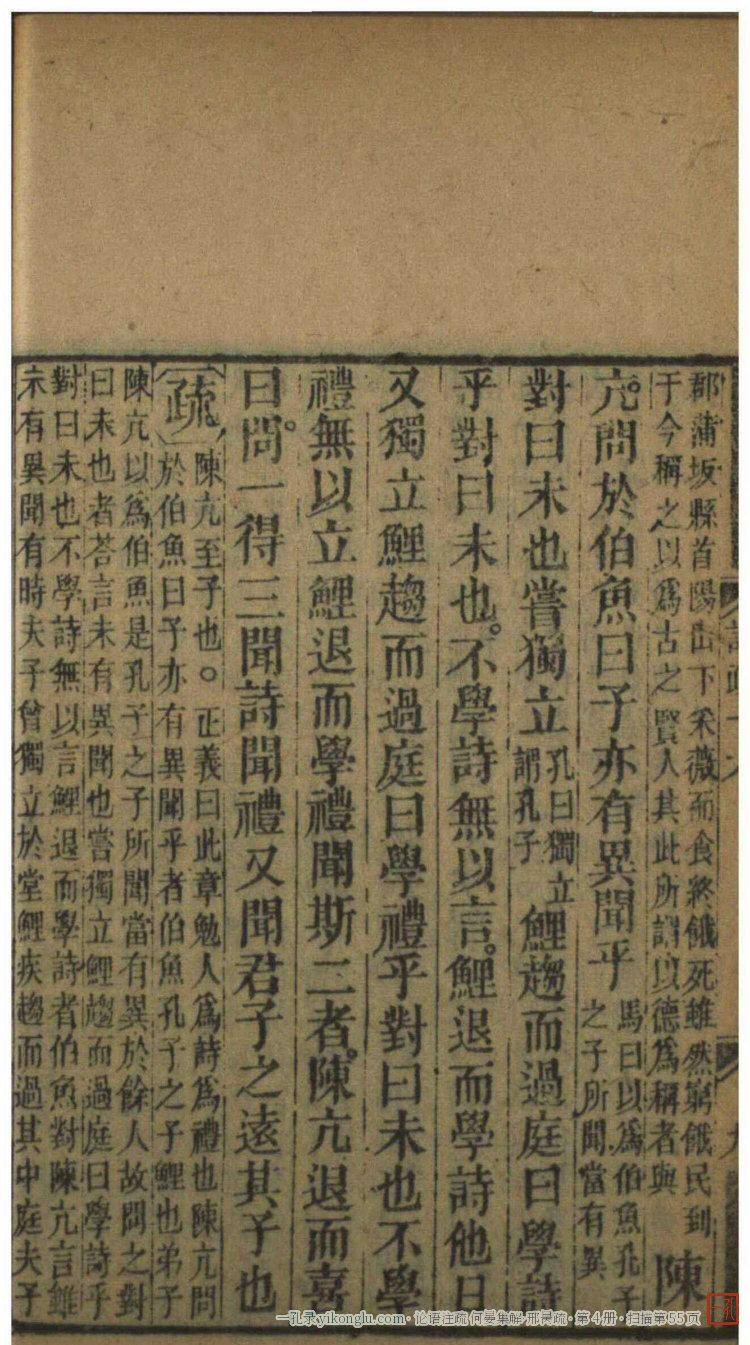 郡蒲坂縣首陽山下采薇而食終餓死雖然窮餓民到
于今稱之以爲古之賢人其此所謂以德爲稱者與
陳
亢問於伯魚曰子亦有異聞乎
馬曰以爲伯魚孔子
之子所聞當有異
對曰未也嘗獨立
孔曰獨立
謂孔子
鯉趨而過庭曰學詩
乎對曰未也不學詩無以言鯉退而學詩他日
又獨立鯉趨而過庭曰學禮乎對曰未也不學
禮無以立鯉退而學禮聞斯二者陳亢退而喜
曰問一得三聞詩聞禮又聞君子之遠其子也
疏
陳亢至子也○正義曰此章勉人爲詩爲禮也陳亢問
於伯魚曰子亦有異聞乎者伯魚孔子之子鯉也弟子
陳亢以爲伯魚是孔子之子所聞當有異於餘人故問之對
曰未也者荅言未有異聞也嘗獨立鯉趨而過庭曰學詩乎
對曰未也不學詩無以言鯉退而學詩者伯魚對陳亢言雖
未有異聞有時夫子曾獨立於堂鯉疾趨而過其中庭夫子
一孔录yikonglu.com·论语注疏·何晏集解·邢昺疏·第4册·扫描第55页